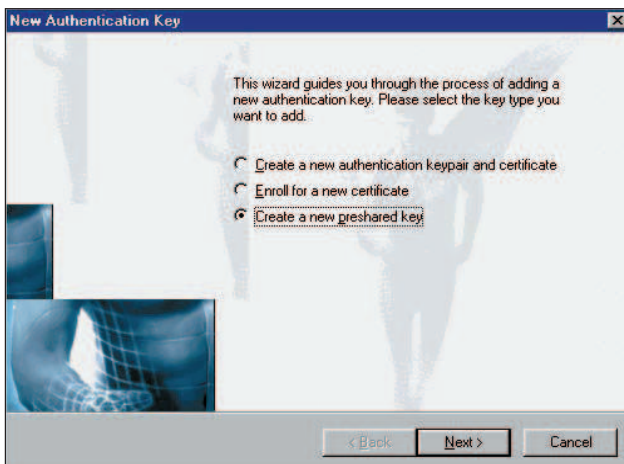 New Authentication Key
This wizard guides you through the process of adding a
new authentication key. Please select the key type you
want to add.
Create a new authentication keypair and certificate
Enroll for a new certificate
Create a new preshared key
< Back
Next >
Cancel